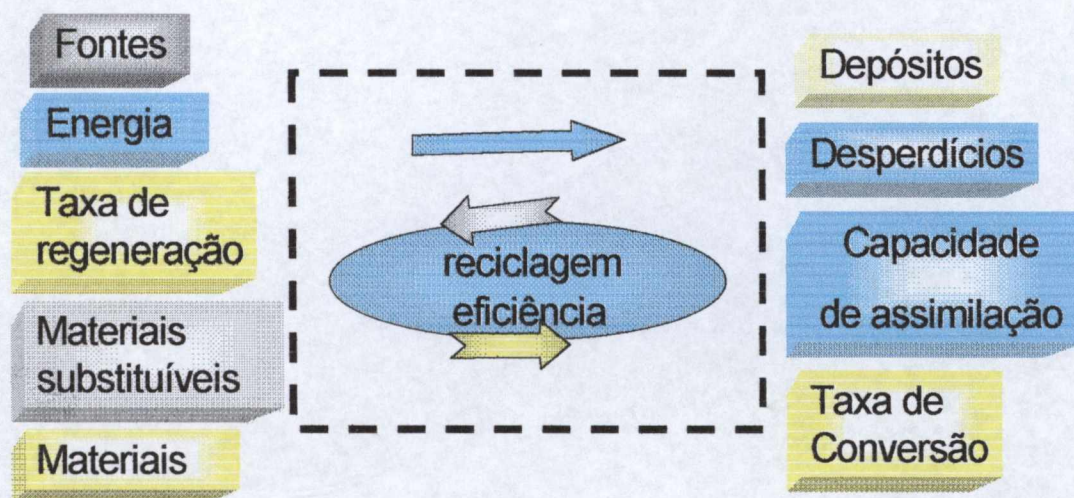 Fontes
Energia
Taxa de
regeneração
Materiais
substituíveis
Materiais
reciclagem
eficiência
Depósitos
Desperdícios
Capacidade
de assimilação
Taxa de
Conversão